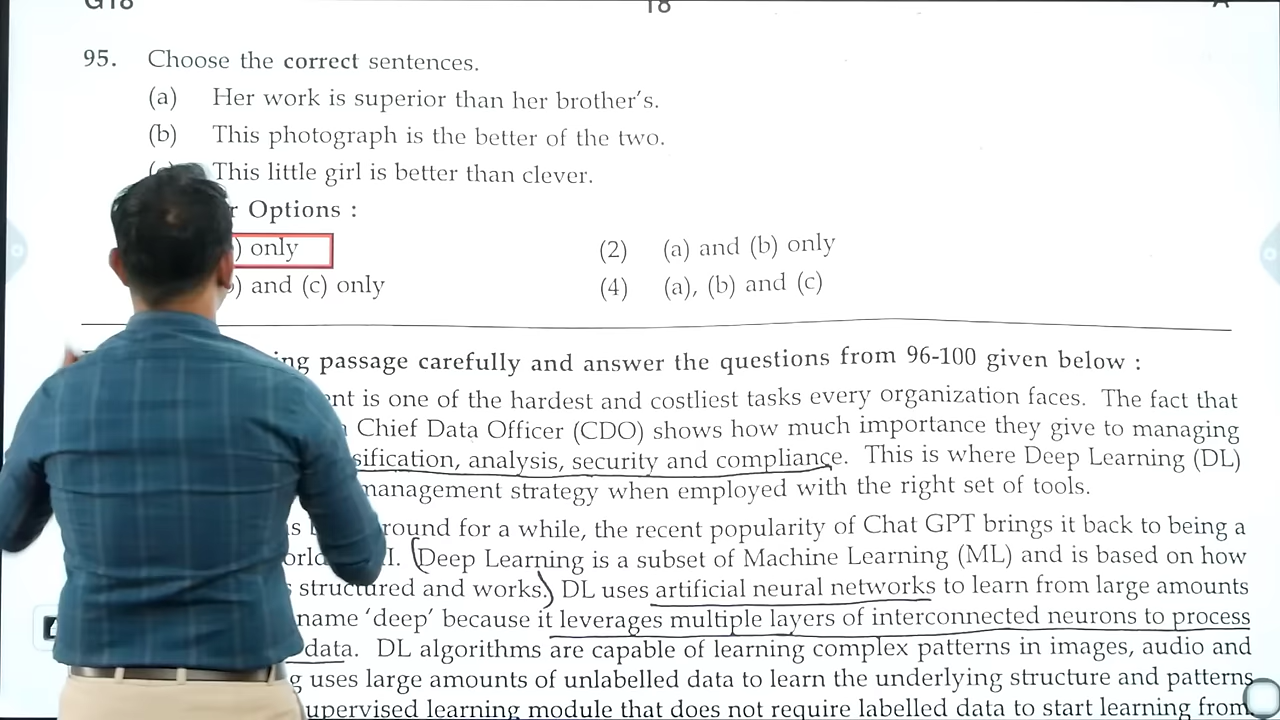 95. Choose the correct sentences.
(a) Her work is superior than her brother's.
(b) This photograph is the better of the two.
This little girl is better than clever.
Options :
) only (2) (a) and (b) only
) and (c) only (4) (a), (b) and (c)
passage carefully and answer the questions from 96-100 given below :
is one of the hardest and costliest tasks every organization faces. The fact that
Chief Data Officer (CDO) shows how much importance they give to managing
analysis, security and compliance. This is where Deep Learning (DL)
management strategy when employed with the right set of tools.
for a while, the recent popularity of Chat GPT brings it back to being a
Deep Learning is a subset of Machine Learning (ML) and is based on how
structured and works. DL uses artificial neural networks to learn from large amounts
name 'deep' because it leverages multiple layers of interconnected neurons to process
data. DL algorithms are capable of learning complex patterns in images, audio and
uses large amounts of unlabelled data to learn the underlying structure and patterns
learning module that does not require labelled data to start learning from